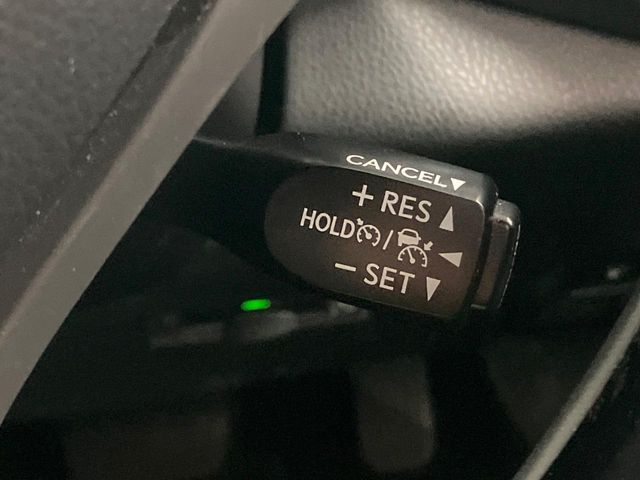 CANCEL▼
+ RES ▲
HOLD /
- SET ▼